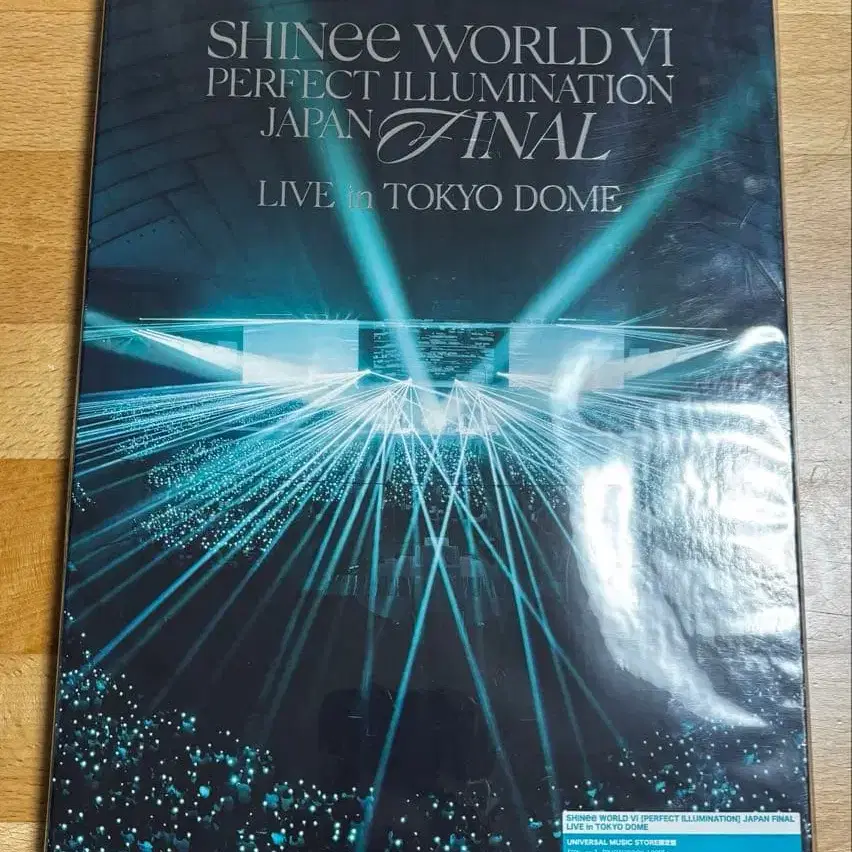 SHINee WORLD VI
PERFECT ILLUMINATION
JAPAN FINAL
LIVE in TOKYO DOME
SHINee WORLD VI [PERFECT ILLUMINATION] JAPAN FINAL
LIVE in TOKYO DOME
UNIVERSAL MUSIC STORE限定盤